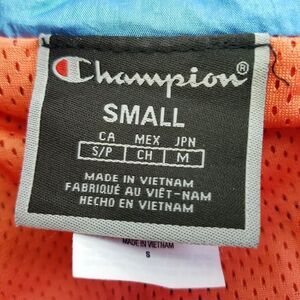 Champion®
SMALL
CA MEX JPN
S/P CH M
MADE IN VIETNAM
FABRIQUÉ AU VIÊT-NAM
HECHO EN VIETNAM
MADE IN VIETNAM
S